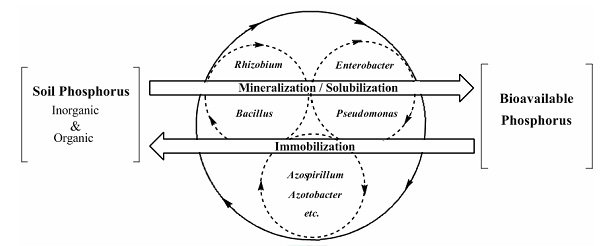 Soil Phosphorus
Inorganic
&
Organic
Rhizobium
Enterobacter
Mineralization / Solubilization
Bacillus
Pseudomonas
Immobilization
Azospirillum
Azotobacter
etc.
Bioavailable
Phosphorus